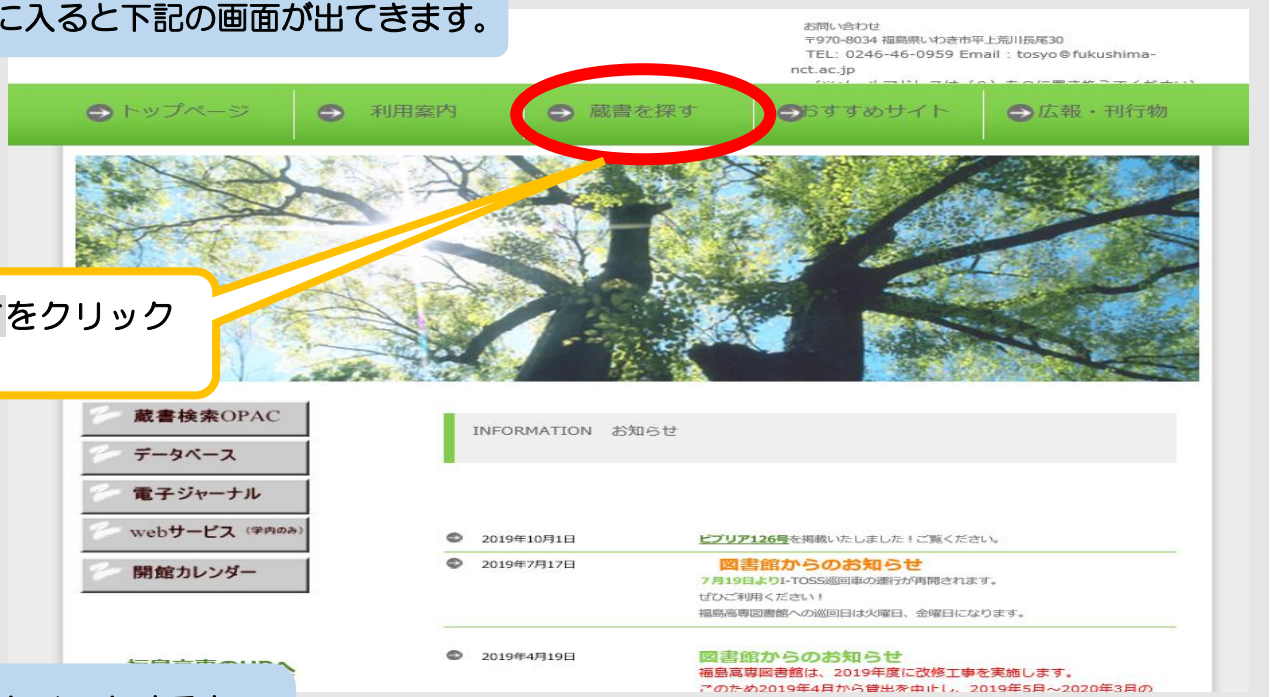 に入ると下記の画面が出てきます。
お問い合わせ
〒970-8034 福島県いわき市平上荒川長尾30
TEL: 0246-46-0959 Email : tosyo@fukushima-
nct.ac.jp
トップページ
利用案内
蔵書を探す
おすすめサイト
広報・刊行物
をクリック
蔵書検索OPAC
データベース
電子ジャーナル
webサービス (学内のみ)
開館カレンダー
INFORMATION お知らせ
2019年10月1日 ビブリア126号を掲載いたしました!ご覧ください。
2019年7月17日 図書館からのお知らせ
7月19日よりI-TOSS巡回車の運行が再開されます。
ぜひご利用ください!
福島高専図書館への巡回日は火曜日、金曜日になります。
2019年4月19日 図書館からのお知らせ
福島高専図書館は、2019年度に改修工事を実施します。
このため2019年4月から貸出を中止し、2019年5月～2020年3月の